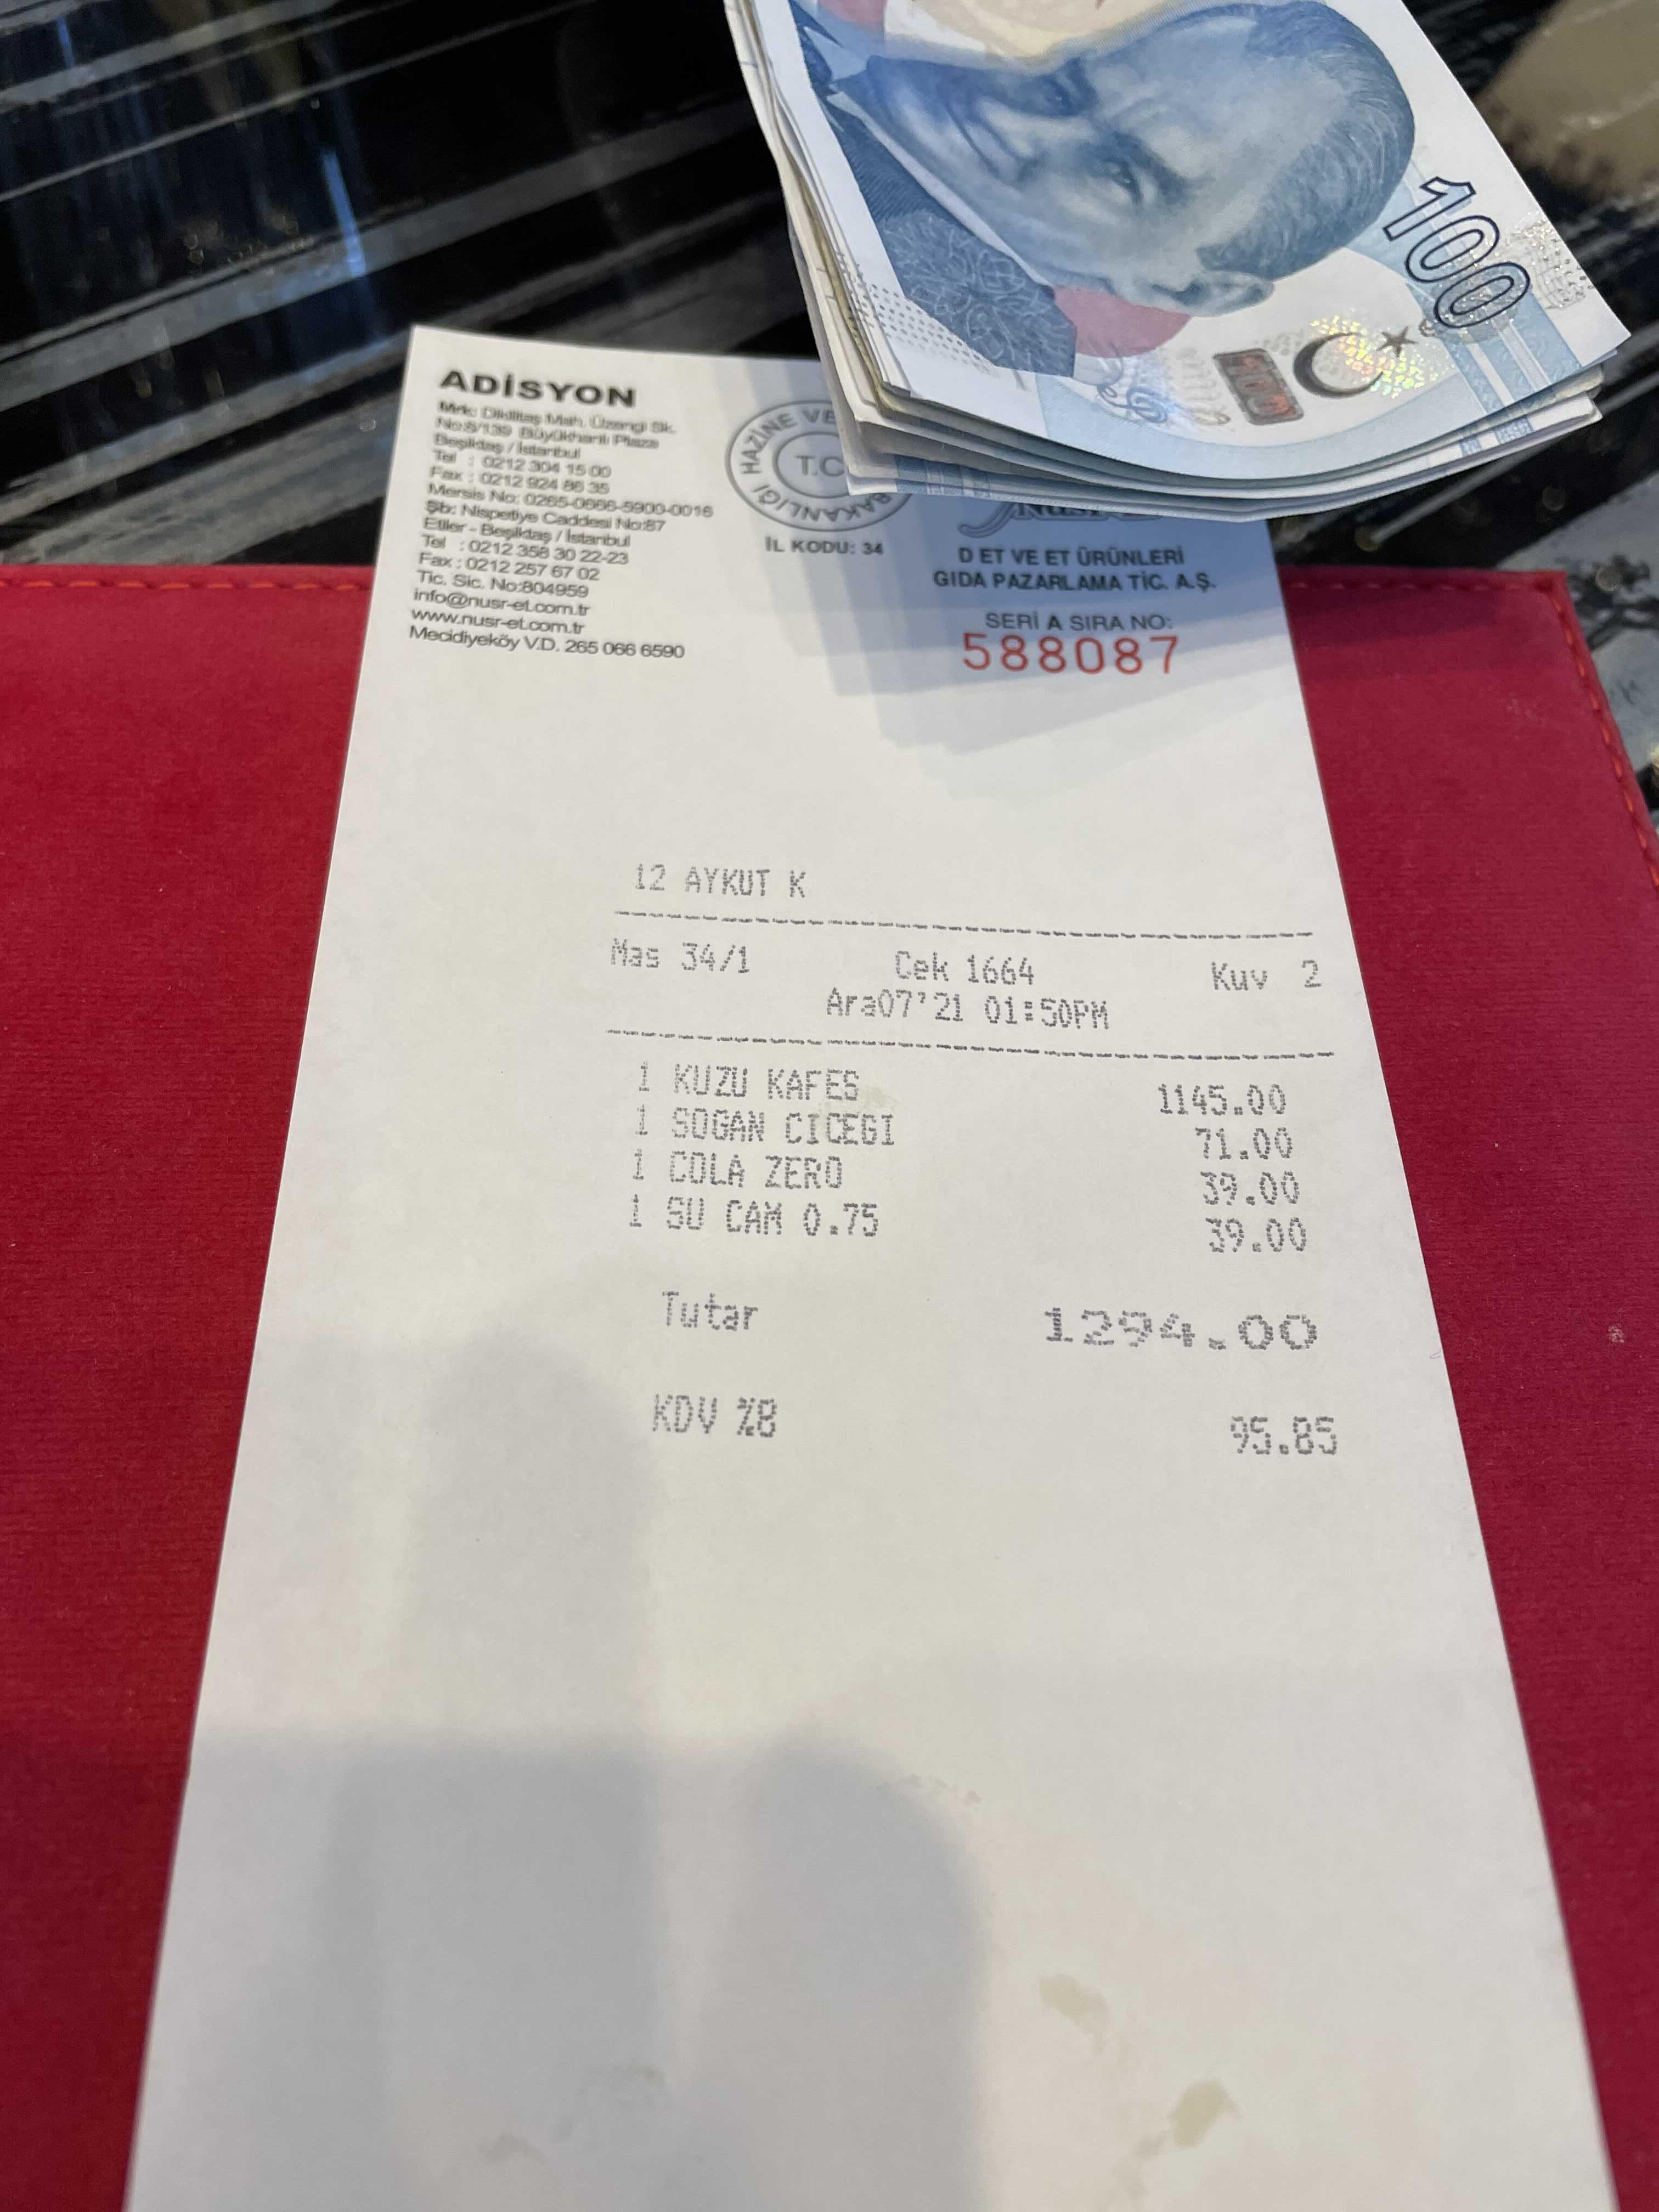 100
100
ADİSYON
Mrk: Dikilitaş Mah. Üzengi Sk.
No:8/139 Büyükhanlı Plaza
Beşiktaş / İstanbul
Tel : 0212 304 15 00
Fax : 0212 924 86 35
Mersis No: 0265-0666-5900-0016
Şb: Nispetiye Caddesi No:87
Etiler - Beşiktaş / İstanbul
Tel : 0212 358 30 22-23
Fax : 0212 257 67 02
Tic. Sic. No:804959
info@nusr-et.com.tr
www.nusr-et.com.tr
Mecidiyeköy V.D. 265 066 6590
HAZİNE VE
T.C
BAKANLIĞI
İL KODU: 34
D ET VE ET ÜRÜNLERİ
GIDA PAZARLAMA TİC. A.Ş.
SERİ A SIRA NO:
588087
12 AYKUT K
Mas 34/1 Cek 1664 Kuv 2
Ara07'21 01:50PM
1 KUZU KAFES 1145.00
1 SOGAN CICEGI 71.00
1 COLA ZERO 39.00
1 SU CAM 0.75 39.00
Tutar 1294.00
KDV %8 95.85